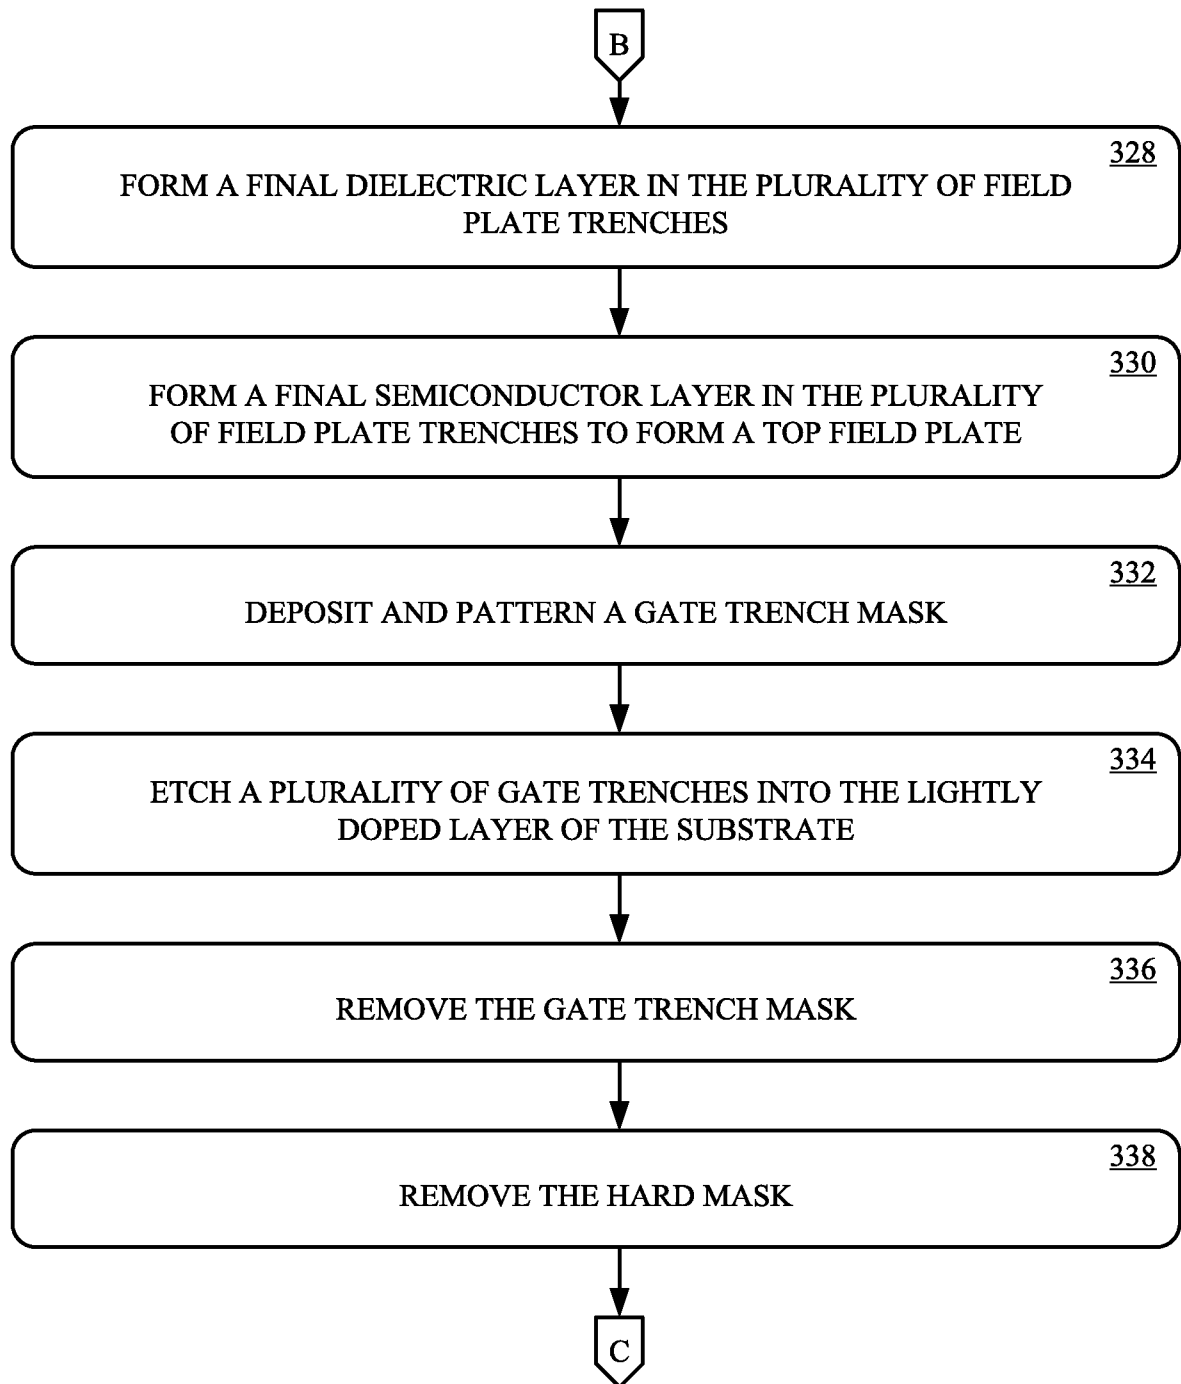 B
328
FORM A FINAL DIELECTRIC LAYER IN THE PLURALITY OF FIELD
PLATE TRENCHES
330
FORM A FINAL SEMICONDUCTOR LAYER IN THE PLURALITY
OF FIELD PLATE TRENCHES TO FORM A TOP FIELD PLATE
332
DEPOSIT AND PATTERN A GATE TRENCH MASK
334
ETCH A PLURALITY OF GATE TRENCHES INTO THE LIGHTLY
DOPED LAYER OF THE SUBSTRATE
336
REMOVE THE GATE TRENCH MASK
338
REMOVE THE HARD MASK
C